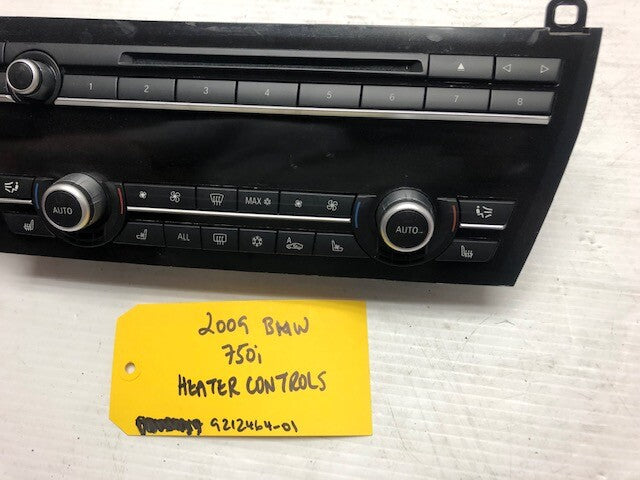 1 2 3 4 5 6 7 8
AUTO MAX AUTO
ALL A
2009 BMW
750i
HEATER CONTROLS
9212464-01